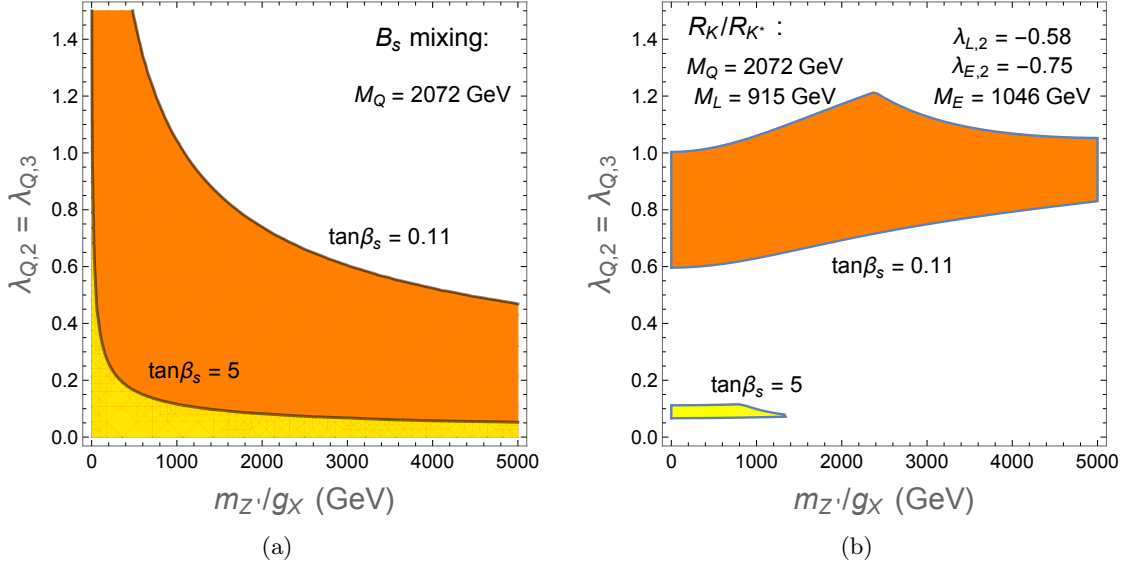 B_s mixing:
M_Q = 2072 GeV
tanβ_s = 0.11
tanβ_s = 5
λ_{Q,2} = λ_{Q,3}
1.4
1.2
1.0
0.8
0.6
0.4
0.2
0.0
0 1000 2000 3000 4000 5000
m_{Z'}/g_X (GeV)
(a)
R_K/R_{K*} :
M_Q = 2072 GeV
M_L = 915 GeV
λ_{L,2} = −0.58
λ_{E,2} = −0.75
M_E = 1046 GeV
tanβ_s = 0.11
tanβ_s = 5
λ_{Q,2} = λ_{Q,3}
1.4
1.2
1.0
0.8
0.6
0.4
0.2
0.0
0 1000 2000 3000 4000 5000
m_{Z'}/g_X (GeV)
(b)